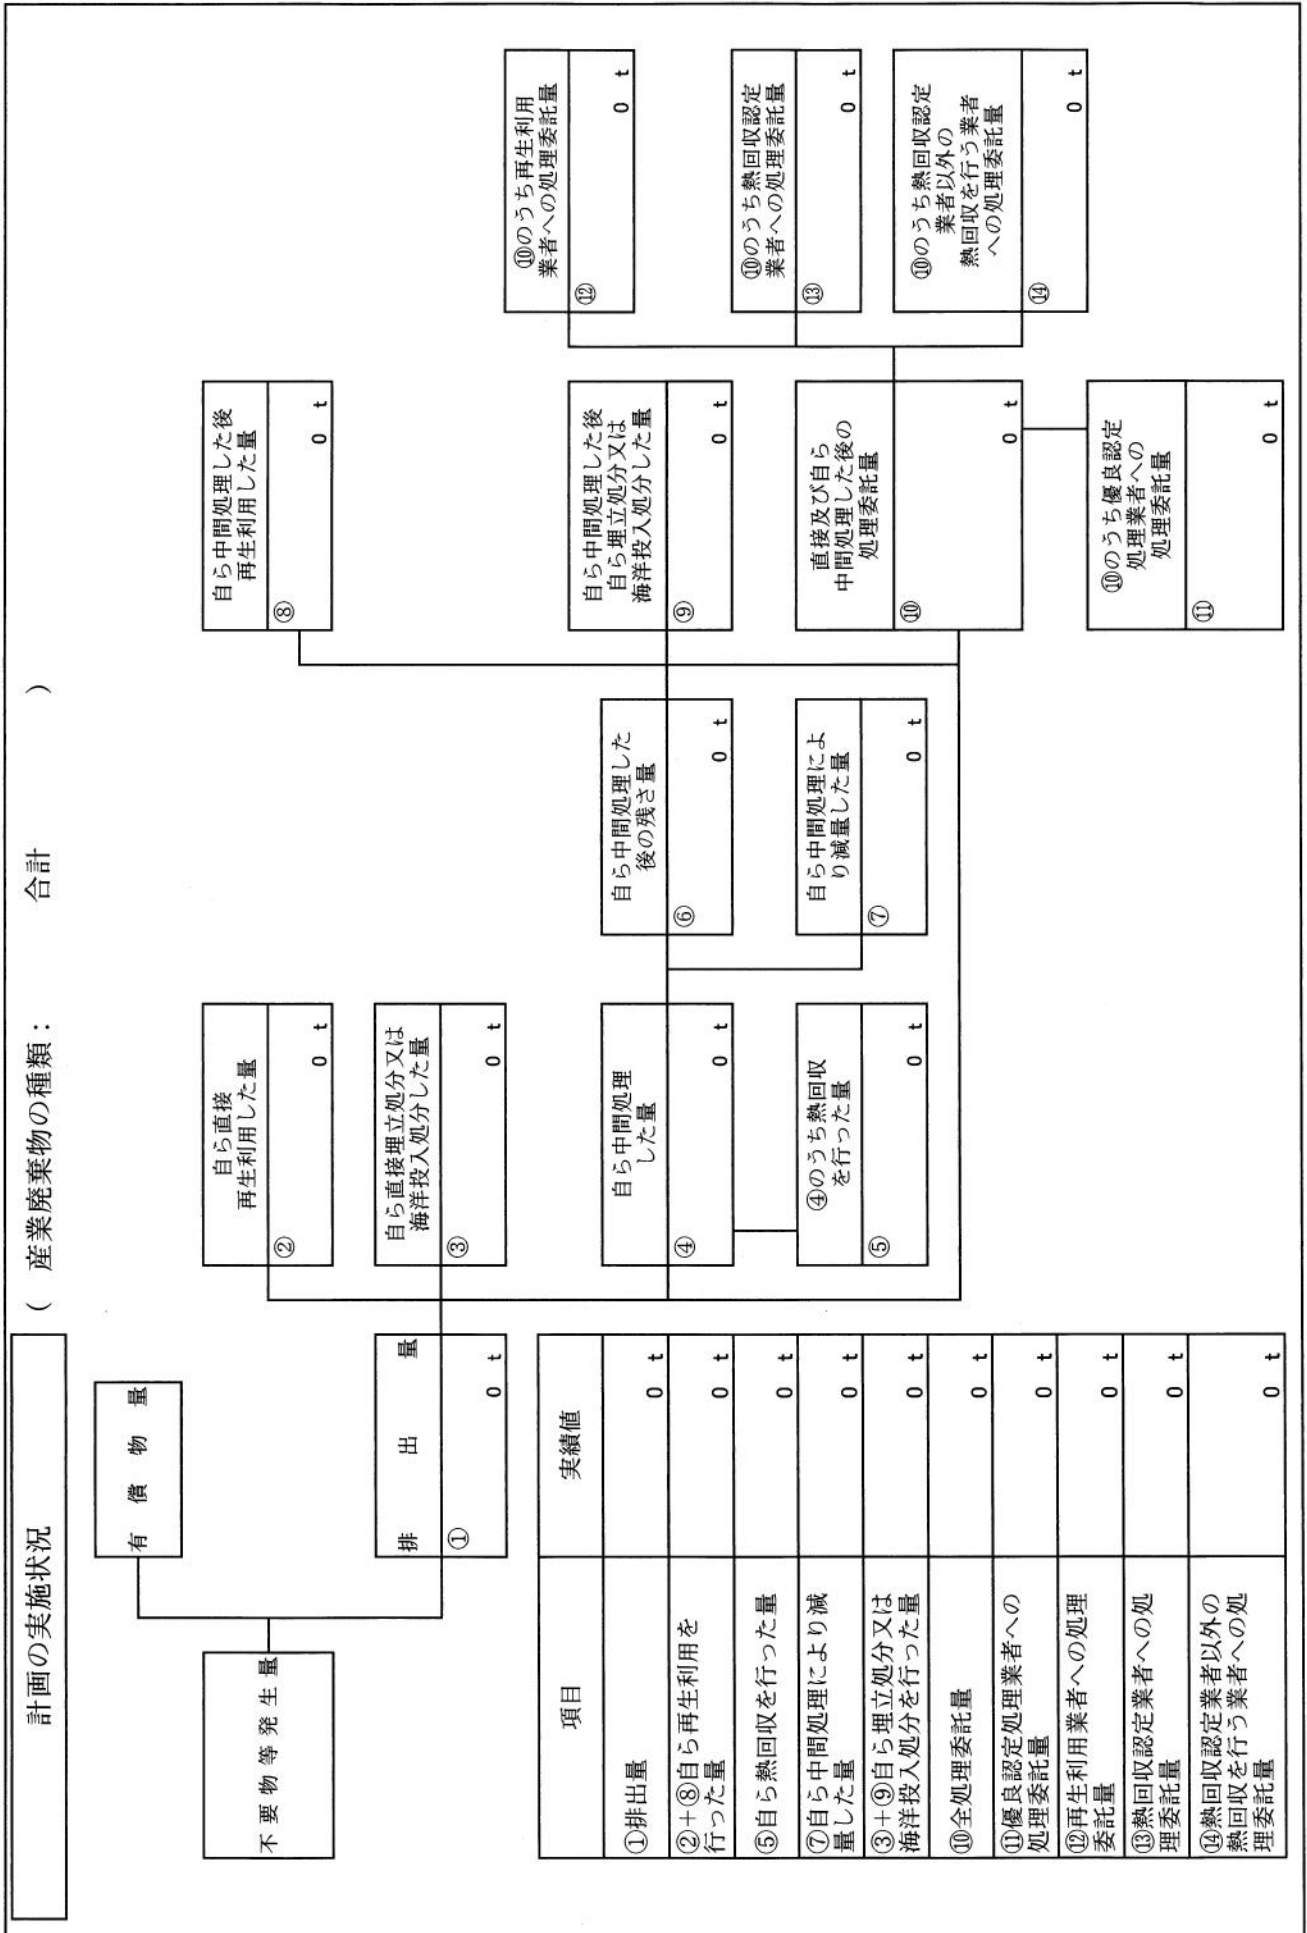 計画の実施状況
（ 産業廃棄物の種類： 合計 ）
不要物等発生量
有償物量
排出量
① 0 t
自ら直接
再生利用した量
② 0 t
自ら直接埋立処分又は
海洋投入処分した量
③ 0 t
自ら中間処理
した量
④ 0 t
④のうち熱回収
を行った量
⑤ 0 t
自ら中間処理した
後の残さ量
⑥ 0 t
自ら中間処理によ
り減量した量
⑦ 0 t
自ら中間処理した後
再生利用した量
⑧ 0 t
自ら中間処理した後
自ら埋立処分又は
海洋投入処分した量
⑨ 0 t
直接及び自ら
中間処理した後の
処理委託量
⑩ 0 t
⑩のうち優良認定
処理業者への
処理委託量
⑪ 0 t
⑩のうち再生利用
業者への処理委託量
⑫ 0 t
⑩のうち熱回収認定
業者への処理委託量
⑬ 0 t
⑩のうち熱回収認定
業者以外の
熱回収を行う業者
への処理委託量
⑭ 0 t
項目 実績値
①排出量 0 t
②＋⑧自ら再生利用を
行った量 0 t
⑤自ら熱回収を行った量 0 t
⑦自ら中間処理により減
量した量 0 t
③＋⑨自ら埋立処分又は
海洋投入処分を行った量 0 t
⑩全処理委託量 0 t
⑪優良認定処理業者への
処理委託量 0 t
⑫再生利用業者への処理
委託量 0 t
⑬熱回収認定業者への処
理委託量 0 t
⑭熱回収認定業者以外の
熱回収を行う業者への処
理委託量 0 t